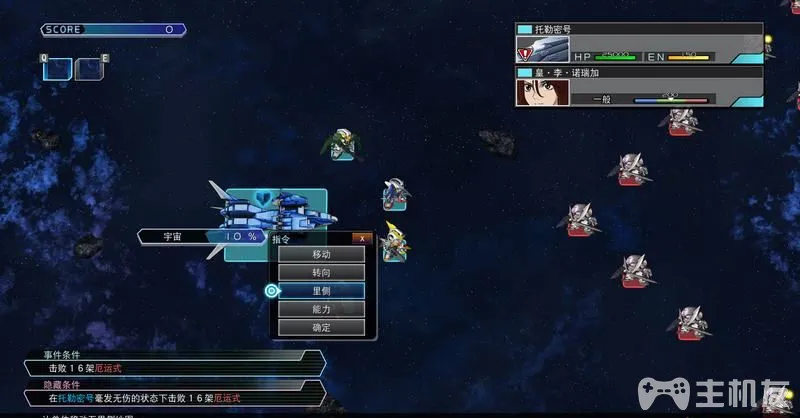 SCORE 0
Q E
托勒密号
HP 25000 EN 150
皇·李·诺瑞加
一般 200
宇宙 10%
指令 x
移动
转向
里侧
能力
确定
事件条件
击败16架厄运式
隐藏条件
在托勒密号毫发无伤的状态下击败16架厄运式
主机友